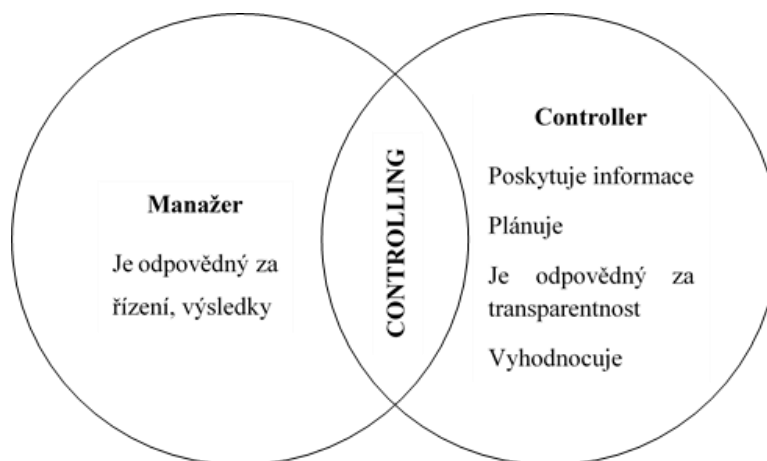 Manažer
Je odpovědný za
řízení, výsledky
CONTROLLING
Controller
Poskytuje informace
Plánuje
Je odpovědný za
transparentnost
Vyhodnocuje